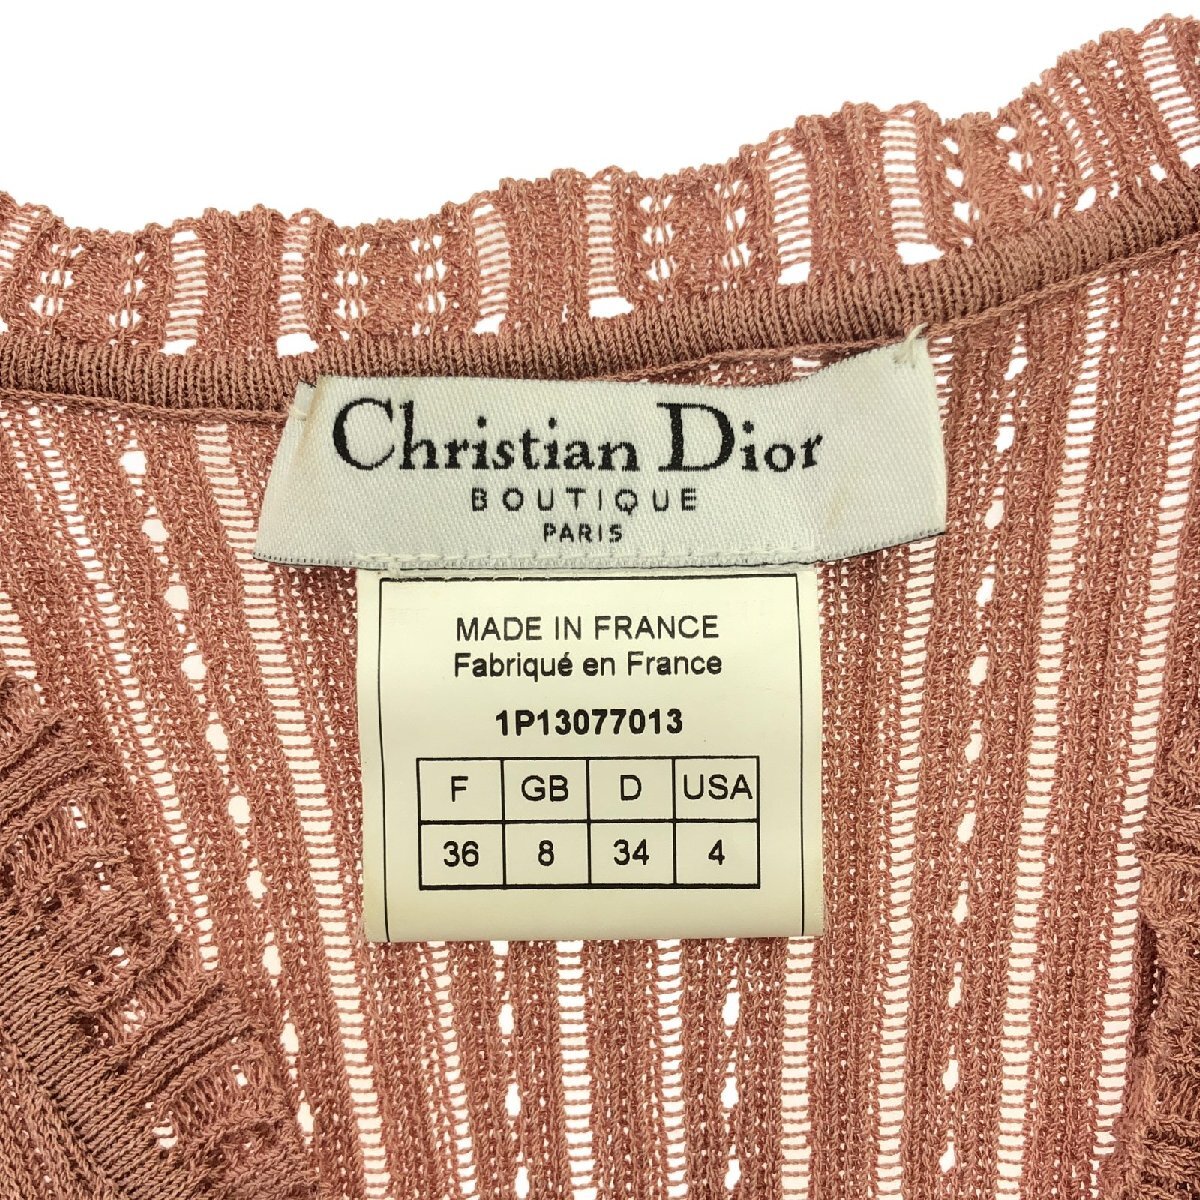 Christian Dior
BOUTIQUE
PARIS
MADE IN FRANCE
Fabriqué en France
1P13077013
F GB D USA
36 8 34 4